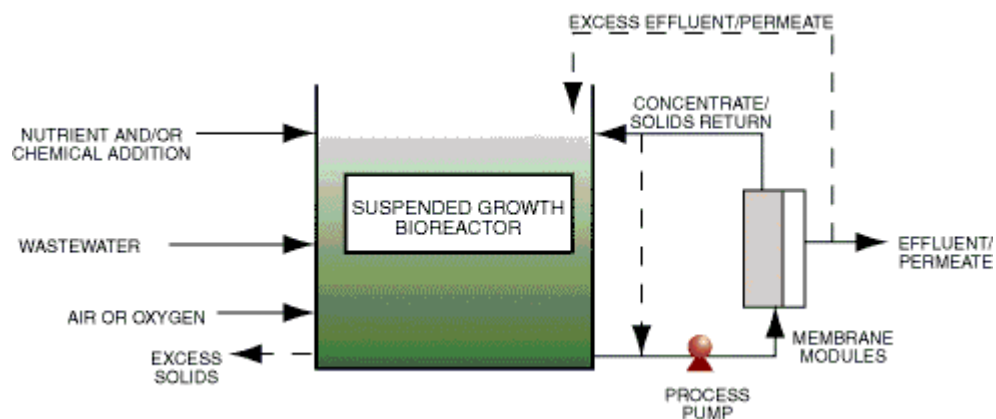 EXCESS EFFLUENT/PERMEATE
CONCENTRATE/
SOLIDS RETURN
NUTRIENT AND/OR
CHEMICAL ADDITION
SUSPENDED GROWTH
BIOREACTOR
WASTEWATER
EFFLUENT/
PERMEATE
AIR OR OXYGEN
MEMBRANE
MODULES
EXCESS
SOLIDS
PROCESS
PUMP